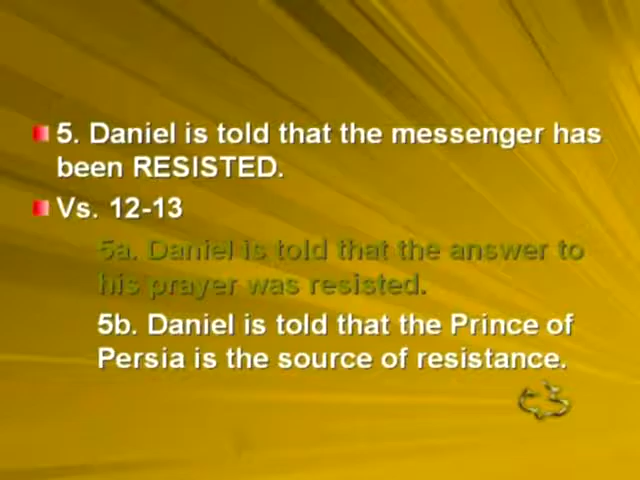 5. Daniel is told that the messenger has
been RESISTED.
Vs. 12-13
5a. Daniel is told that the answer to
his prayer was resisted.
5b. Daniel is told that the Prince of
Persia is the source of resistance.